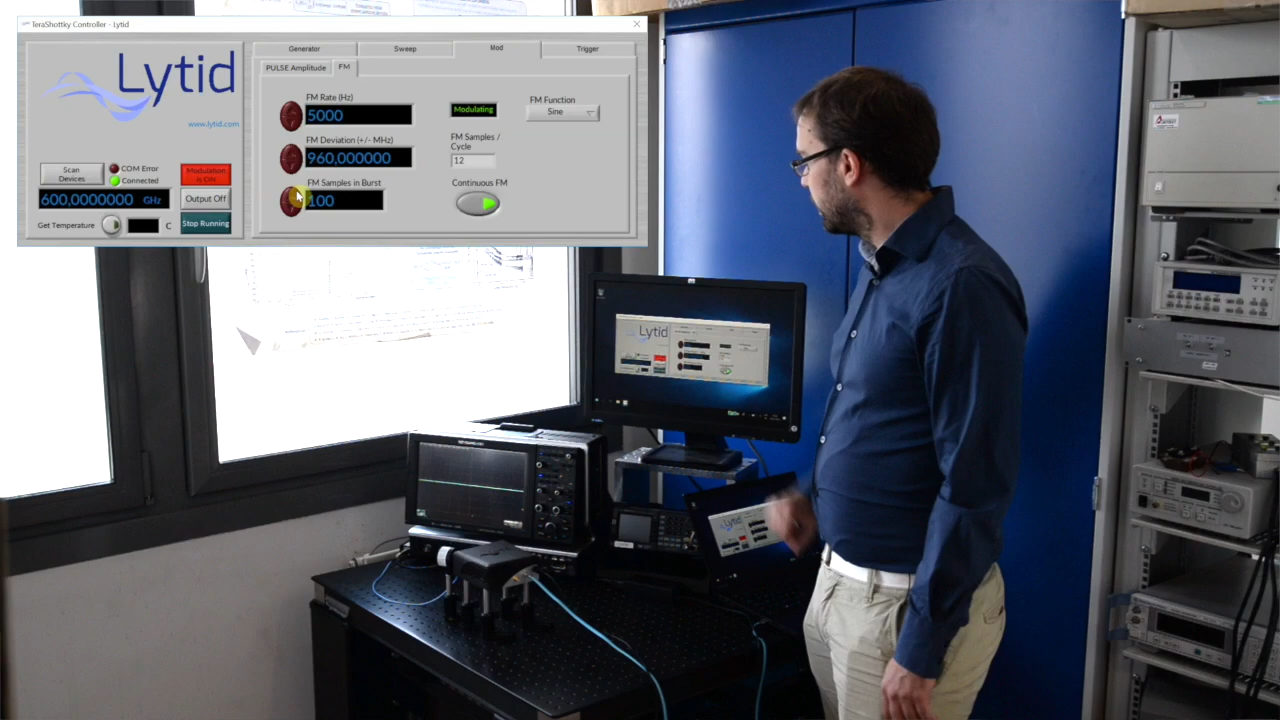 TeraShottky Controller - Lytid
Lytid
www.lytid.com
Scan Devices
COM Error
Connected
Modulation is ON
600,0000000 GHz
Output Off
Get Temperature
C
Stop Running
Generator
Sweep
Mod
Trigger
PULSE Amplitude
FM
FM Rate (Hz)
5000
Modulating
FM Function
Sine
FM Deviation (+/- MHz)
960,000000
FM Samples /
Cycle
12
FM Samples in Burst
100
Continuous FM
Lytid
Lytid